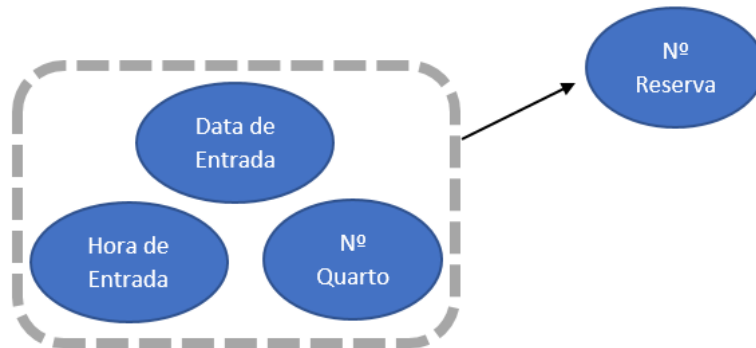 Nº
Reserva
Data de
Entrada
Hora de
Entrada
Nº
Quarto